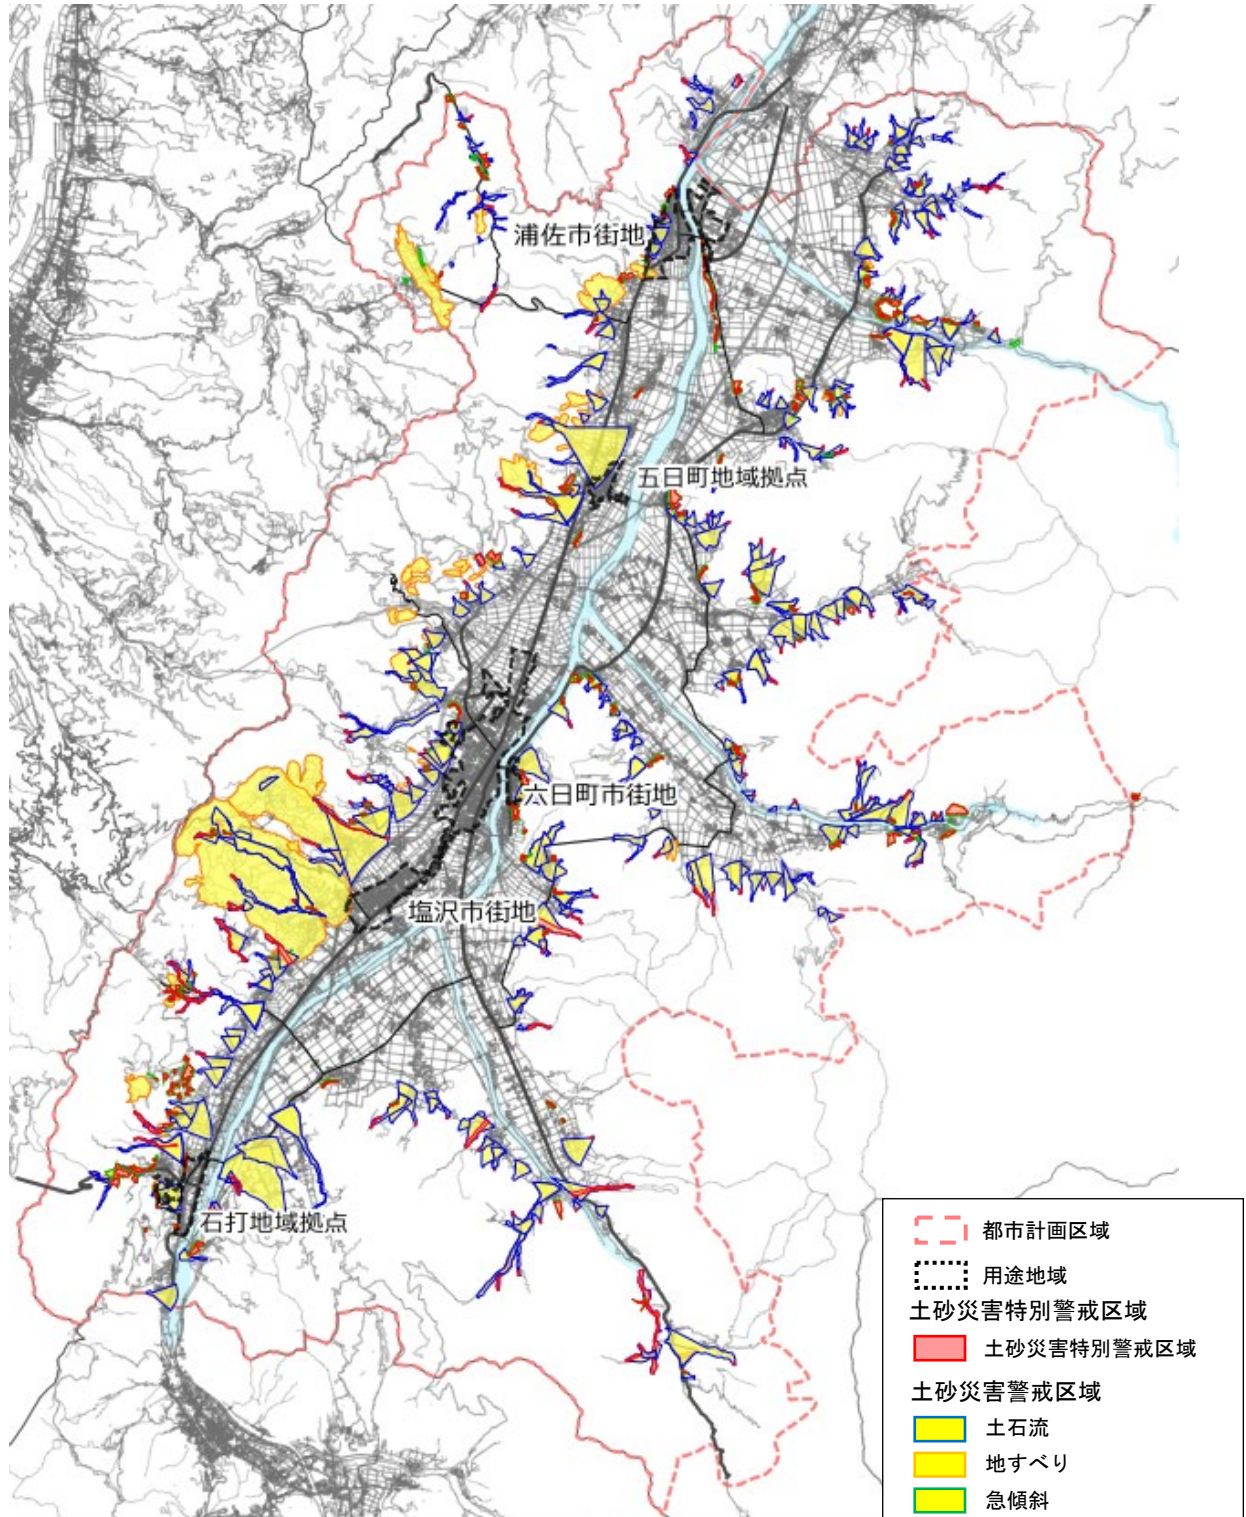 浦佐市街地
五日町地域拠点
六日町市街地
塩沢市街地
石打地域拠点
都市計画区域
用途地域
土砂災害特別警戒区域
土砂災害特別警戒区域
土砂災害警戒区域
土石流
地すべり
急傾斜